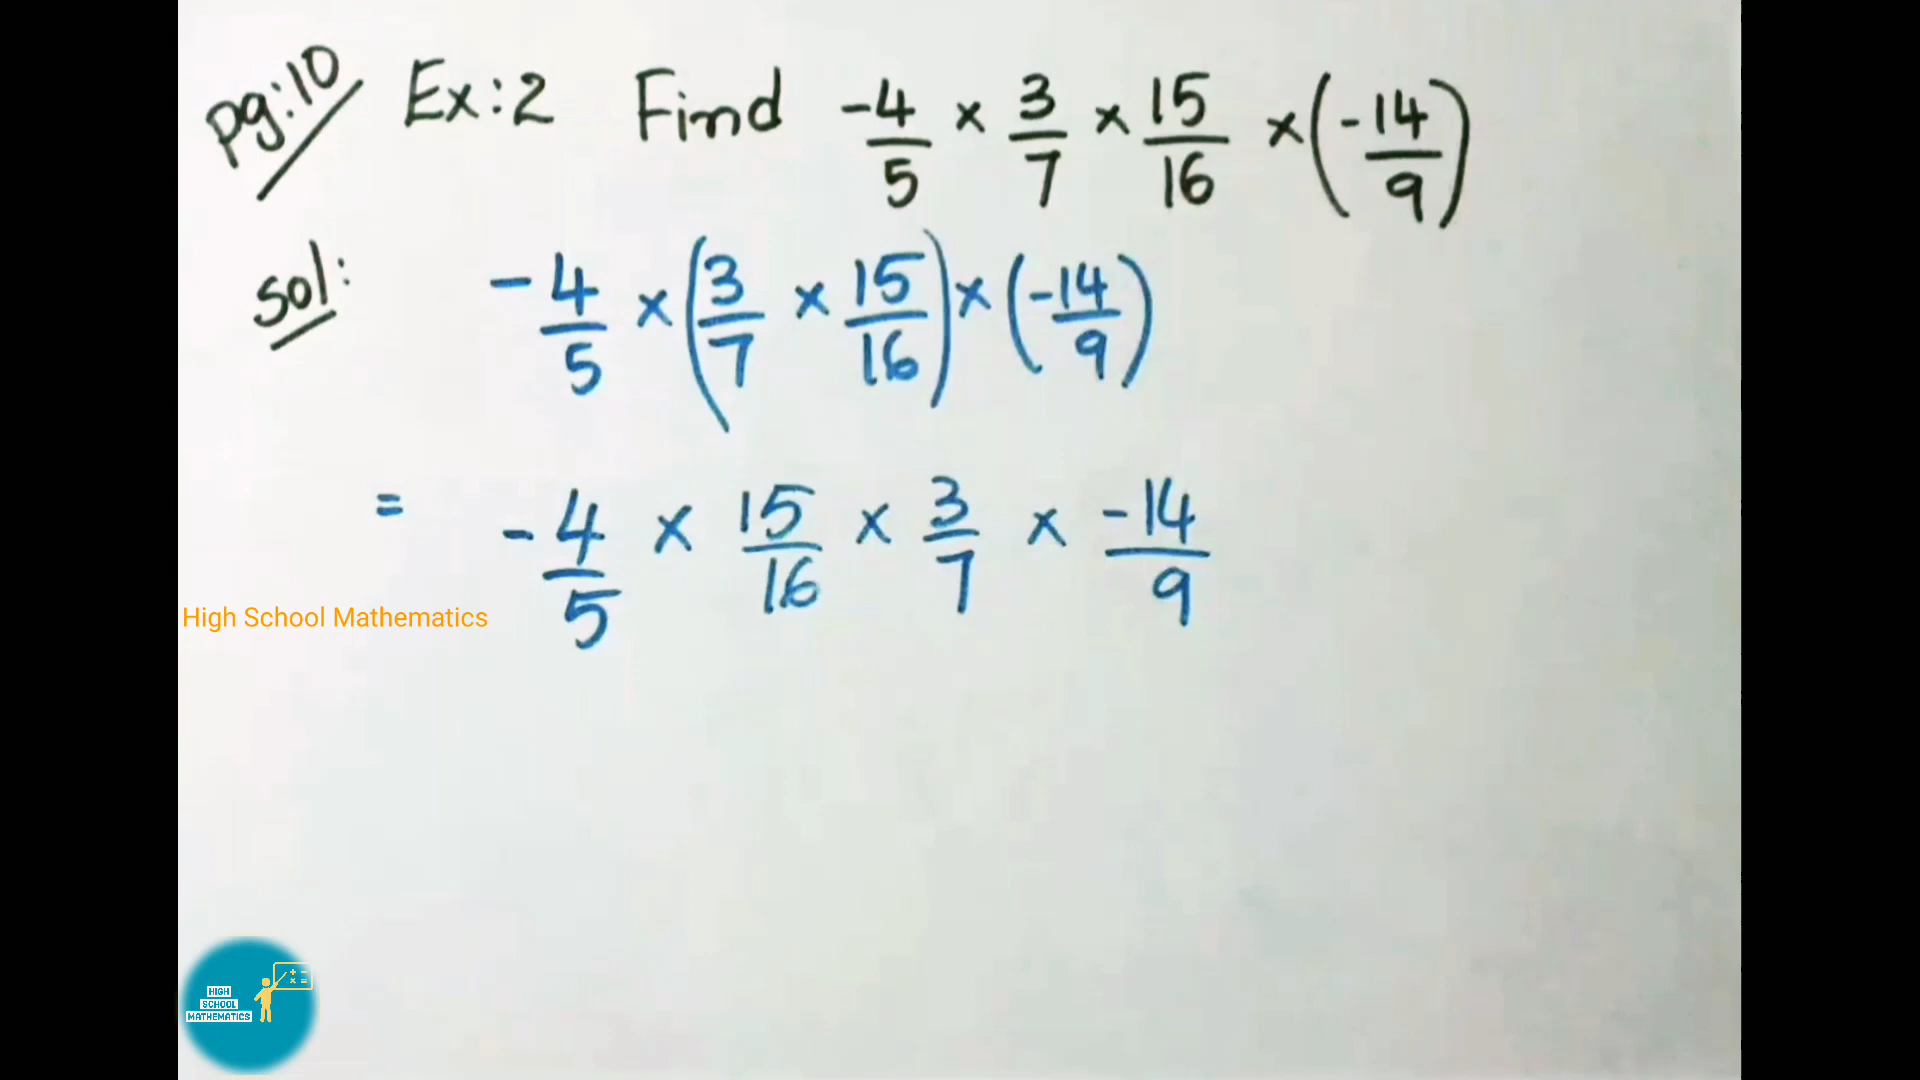 pg:10 Ex:2 Find -4/5 × 3/7 × 15/16 × (-14/9)
sol: -4/5 × (3/7 × 15/16) × (-14/9)
= -4/5 × 15/16 × 3/7 × -14/9
High School Mathematics
HIGH
SCHOOL
MATHEMATICS